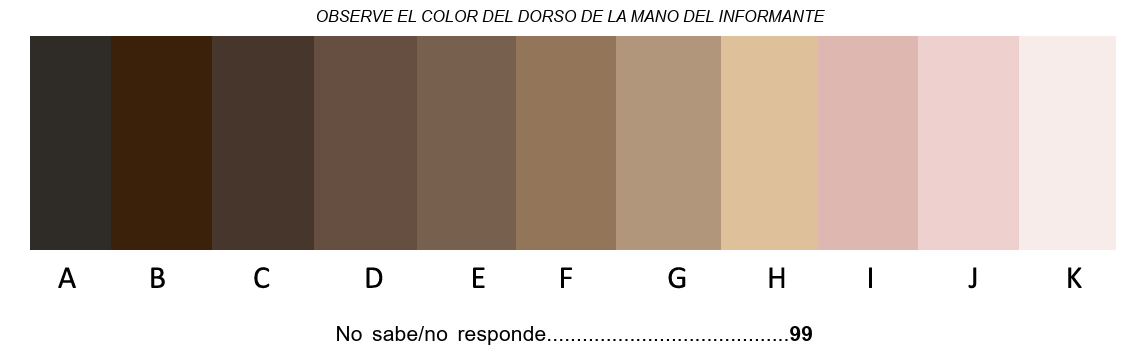 OBSERVE EL COLOR DEL DORSO DE LA MANO DEL INFORMANTE
A B C D E F G H I J K
No sabe/no responde.........................................99